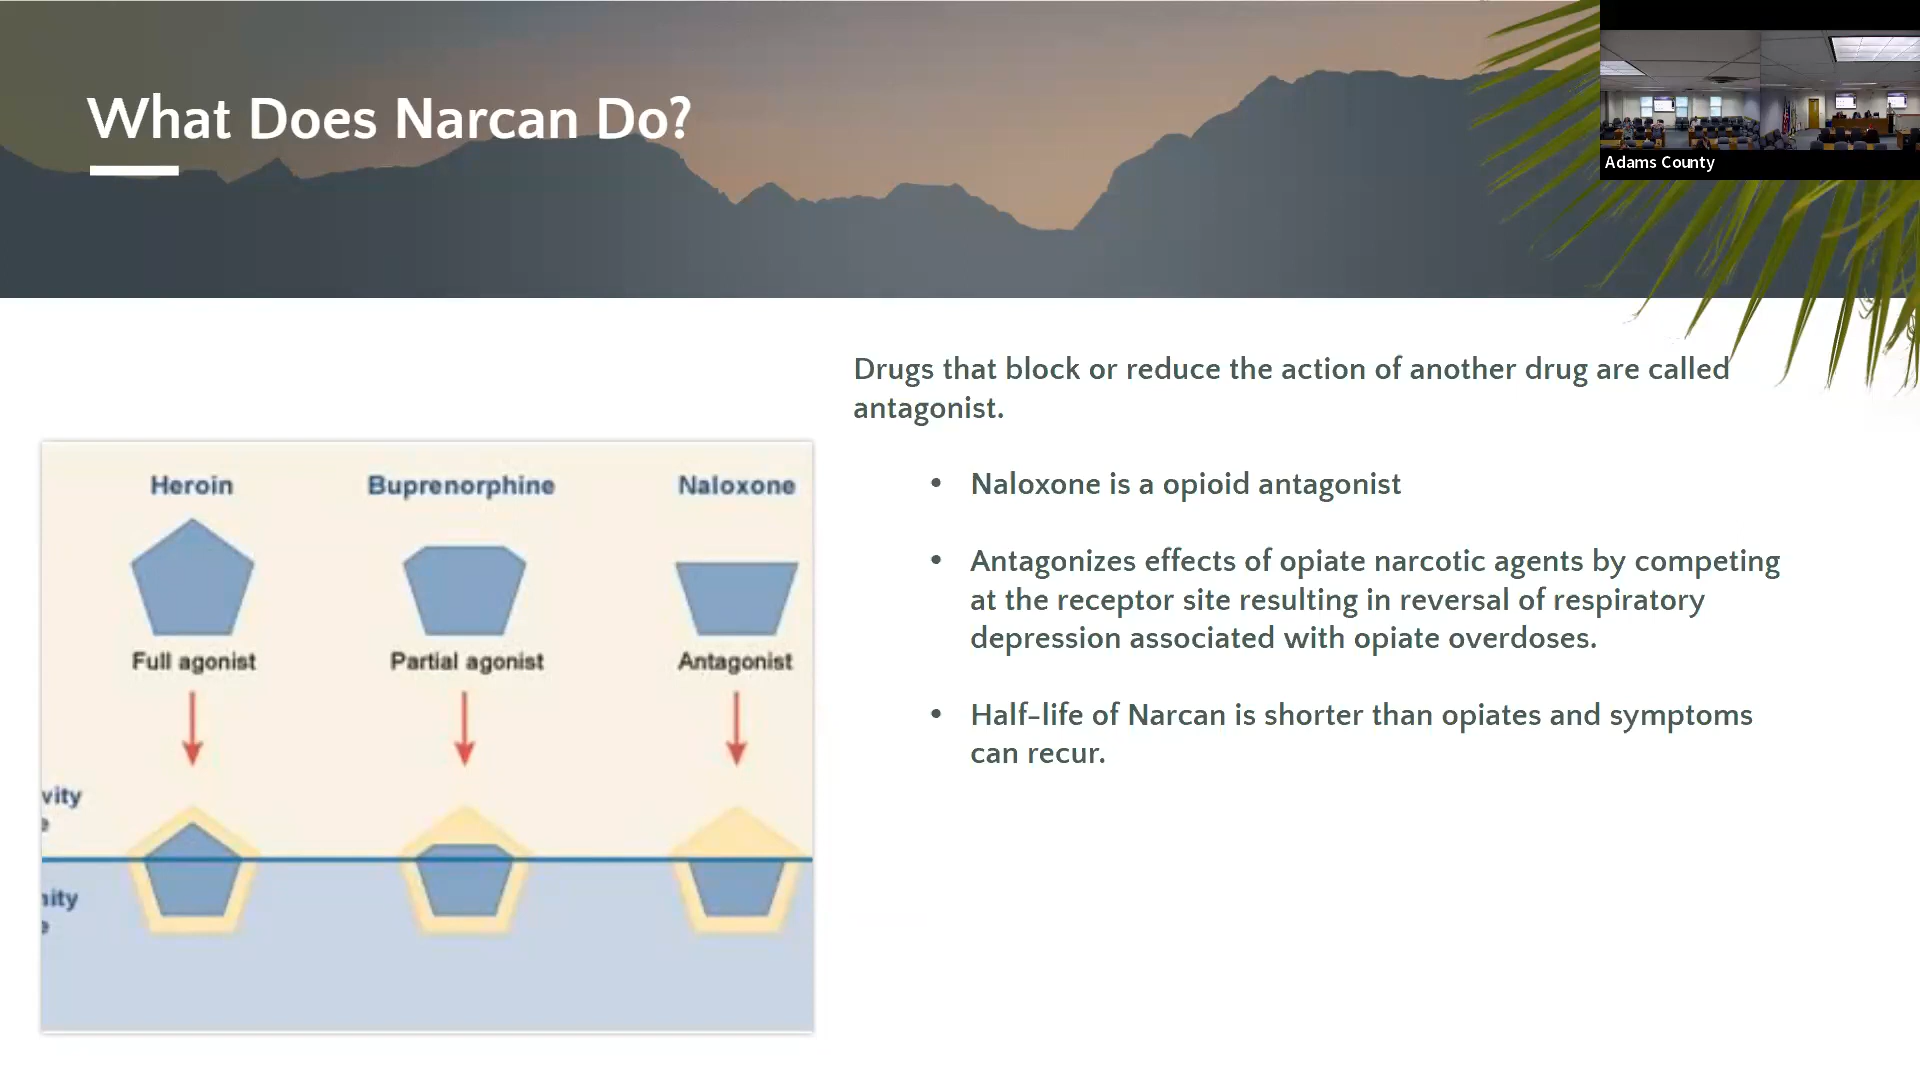 What Does Narcan Do?
Adams County
Drugs that block or reduce the action of another drug are called
antagonist.
• Naloxone is a opioid antagonist
• Antagonizes effects of opiate narcotic agents by competing
at the receptor site resulting in reversal of respiratory
depression associated with opiate overdoses.
• Half-life of Narcan is shorter than opiates and symptoms
can recur.
Heroin Buprenorphine Naloxone
Full agonist Partial agonist Antagonist
vity
e
nity
e